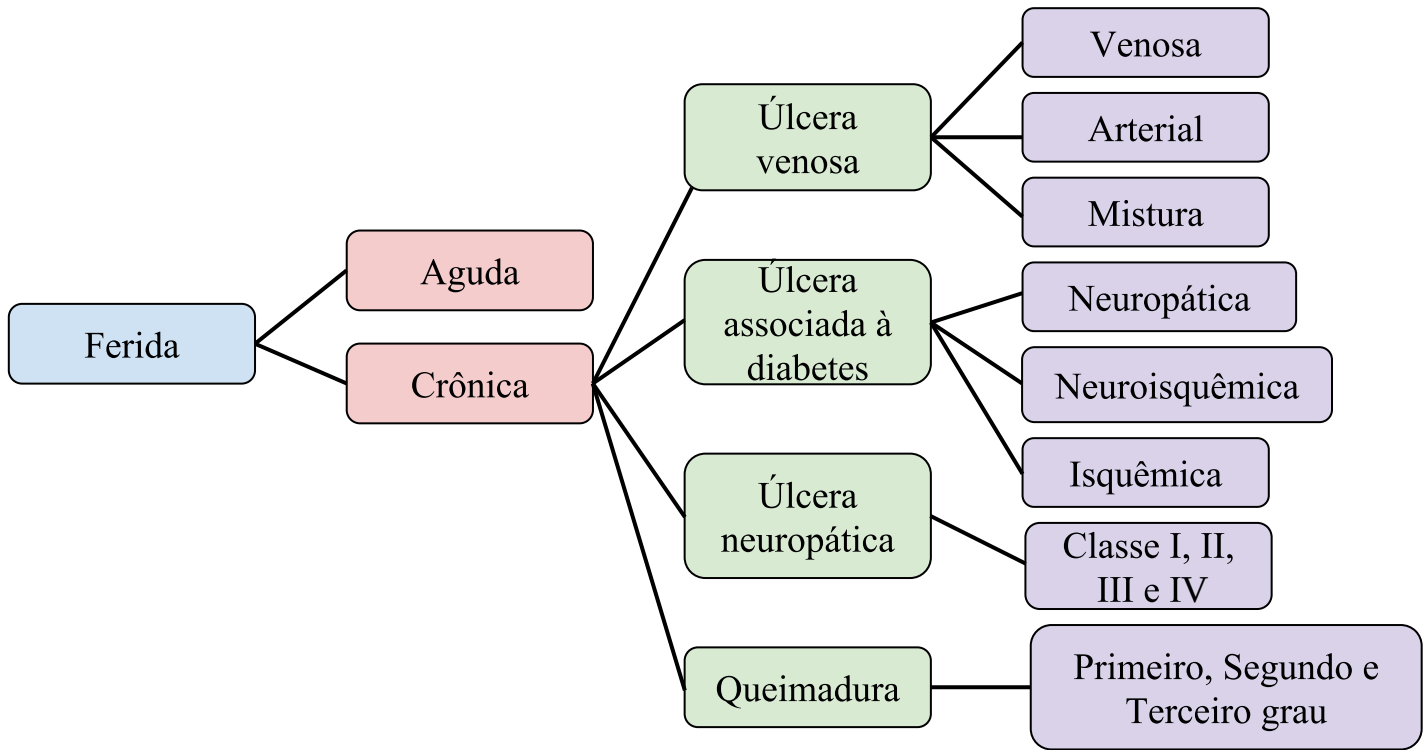 Ferida
Aguda
Crônica
Úlcera
venosa
Úlcera
associada à
diabetes
Úlcera
neuropática
Queimadura
Venosa
Arterial
Mistura
Neuropática
Neuroisquêmica
Isquêmica
Classe I, II,
III e IV
Primeiro, Segundo e
Terceiro grau